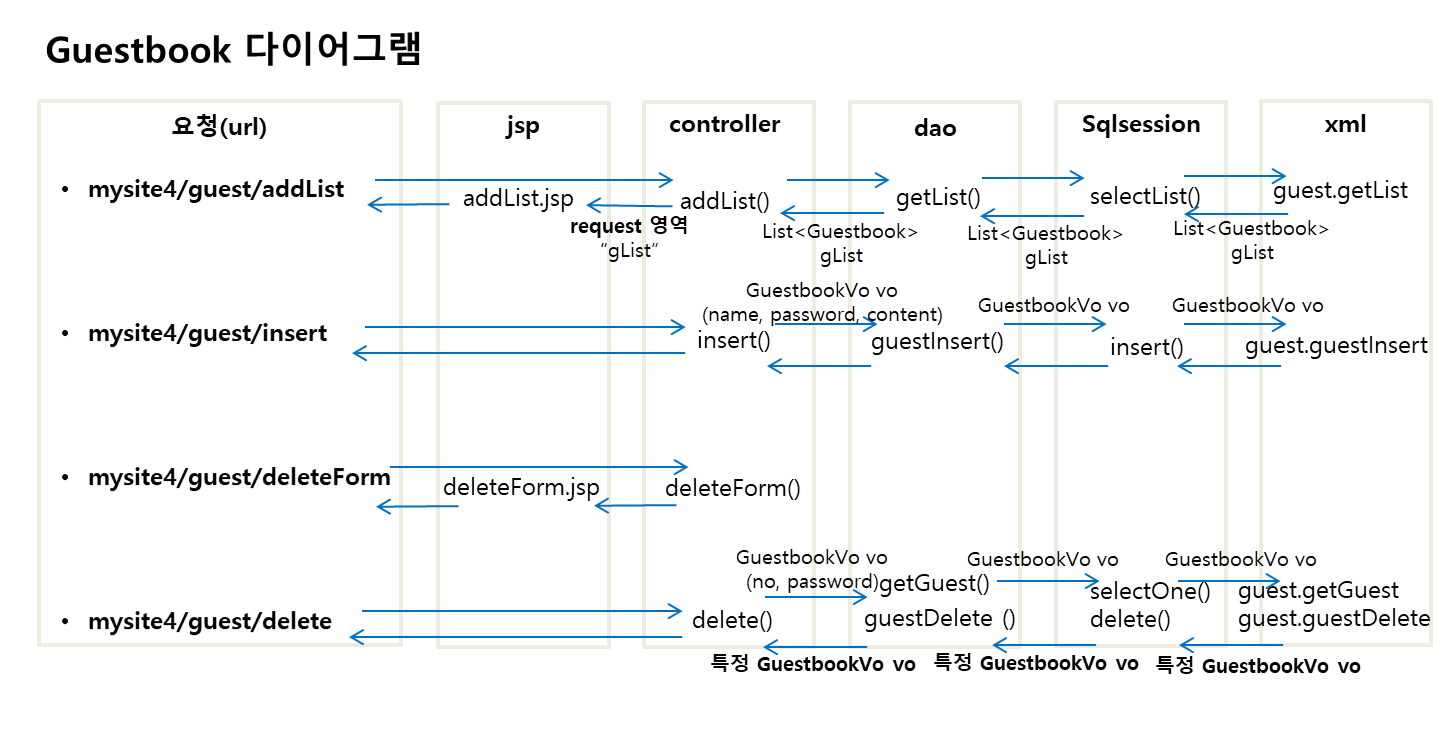 Guestbook 다이어그램
요청(url)
jsp
controller
dao
Sqlsession
xml
• mysite4/guest/addList
addList.jsp
addList()
getList()
selectList()
guest.getList
request 영역
"gList"
List<Guestbook>
gList
List<Guestbook>
gList
List<Guestbook>
gList
GuestbookVo vo
(name, password, content)
GuestbookVo vo
GuestbookVo vo
• mysite4/guest/insert
insert()
guestInsert()
insert()
guest.guestInsert
• mysite4/guest/deleteForm
deleteForm.jsp
deleteForm()
GuestbookVo vo
(no, password)
GuestbookVo vo
GuestbookVo vo
• mysite4/guest/delete
delete()
getGuest()
guestDelete ()
selectOne()
delete()
guest.getGuest
guest.guestDelete
특정 GuestbookVo vo
특정 GuestbookVo vo
특정 GuestbookVo vo